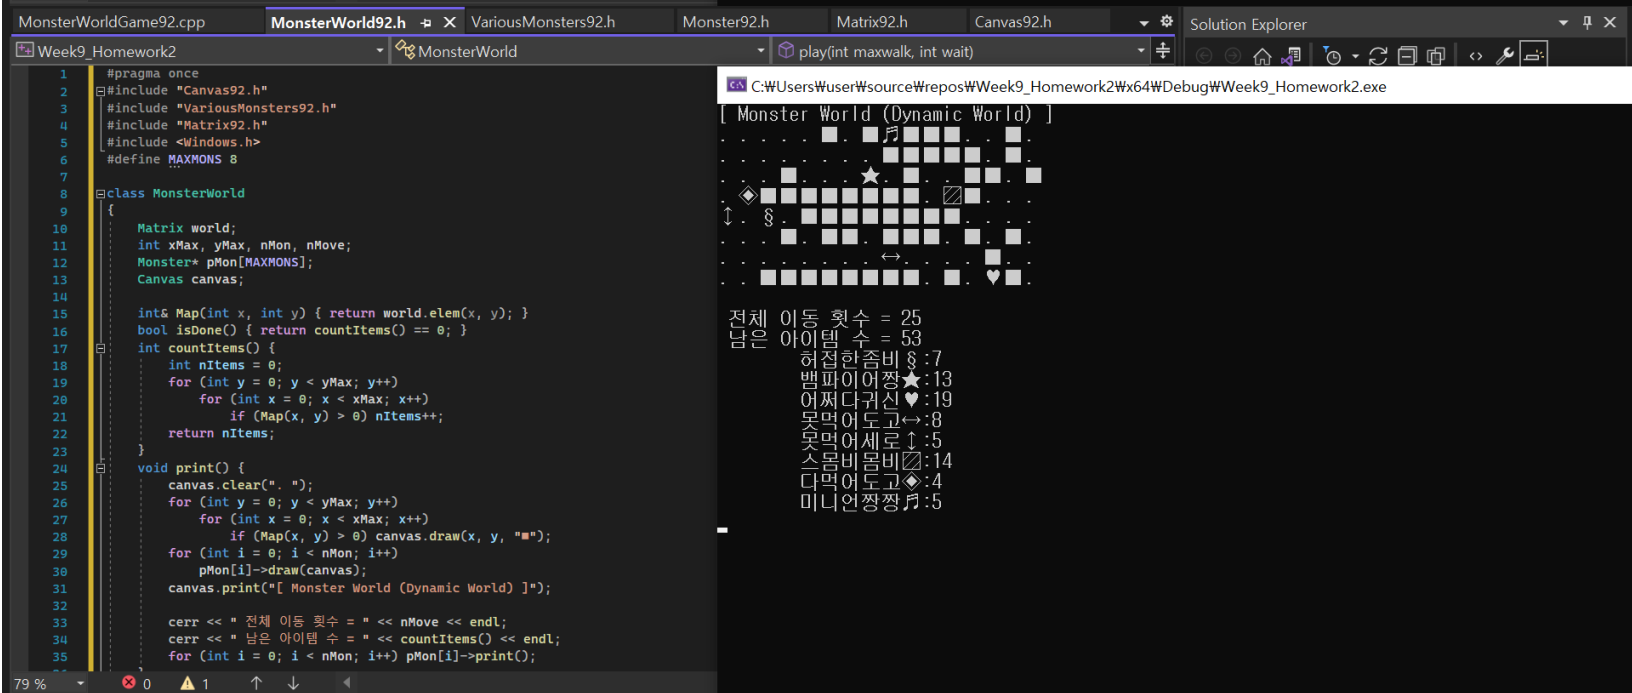 MonsterWorldGame92.cpp MonsterWorld92.h VariousMonsters92.h Monster92.h Matrix92.h Canvas92.h
Solution Explorer
Week9_Homework2 MonsterWorld play(int maxwalk, int wait)
1 #pragma once
2 #include "Canvas92.h"
3 #include "VariousMonsters92.h"
4 #include "Matrix92.h"
5 #include <Windows.h>
6 #define MAXMONS 8
7
8 class MonsterWorld
9 {
10 Matrix world;
11 int xMax, yMax, nMon, nMove;
12 Monster* pMon[MAXMONS];
13 Canvas canvas;
14
15 int& Map(int x, int y) { return world.elem(x, y); }
16 bool isDone() { return countItems() == 0; }
17 int countItems() {
18 int nItems = 0;
19 for (int y = 0; y < yMax; y++)
20 for (int x = 0; x < xMax; x++)
21 if (Map(x, y) > 0) nItems++;
22 return nItems;
23 }
24 void print() {
25 canvas.clear(". ");
26 for (int y = 0; y < yMax; y++)
27 for (int x = 0; x < xMax; x++)
28 if (Map(x, y) > 0) canvas.draw(x, y, "■");
29 for (int i = 0; i < nMon; i++)
30 pMon[i]->draw(canvas);
31 canvas.print("[ Monster World (Dynamic World) ]");
32
33 cerr << " 전체 이동 횟수 = " << nMove << endl;
34 cerr << " 남은 아이템 수 = " << countItems() << endl;
35 for (int i = 0; i < nMon; i++) pMon[i]->print();
79 % 0 1
C:₩Users₩user₩source₩repos₩Week9_Homework2₩x64₩Debug₩Week9_Homework2.exe
[ Monster World (Dynamic World) ]
. . . . . ■. ■♬■■■. . ■.
. . . . . . . . ■■■■■. ■.
. . . ■. . . ★. ■. . ■■. ■
. ◈■■■■■■■■. ▨■. . .
↕. §. ■■■■■■■■. . . .
. . . ■. ■■. ■■■. ■. ■.
. . . . . . . . ↔. . . . ■. .
. . ■■■■■■■■. ■. ♥■.
전체 이동 횟수 = 25
남은 아이템 수 = 53
허접한좀비§:7
뱀파이어짱★:13
어쩌다귀신♥:19
못먹어도고↔:8
못먹어세로↕:5
스몸비몸비▨:14
다먹어도고◈:4
미니언짱짱♬:5